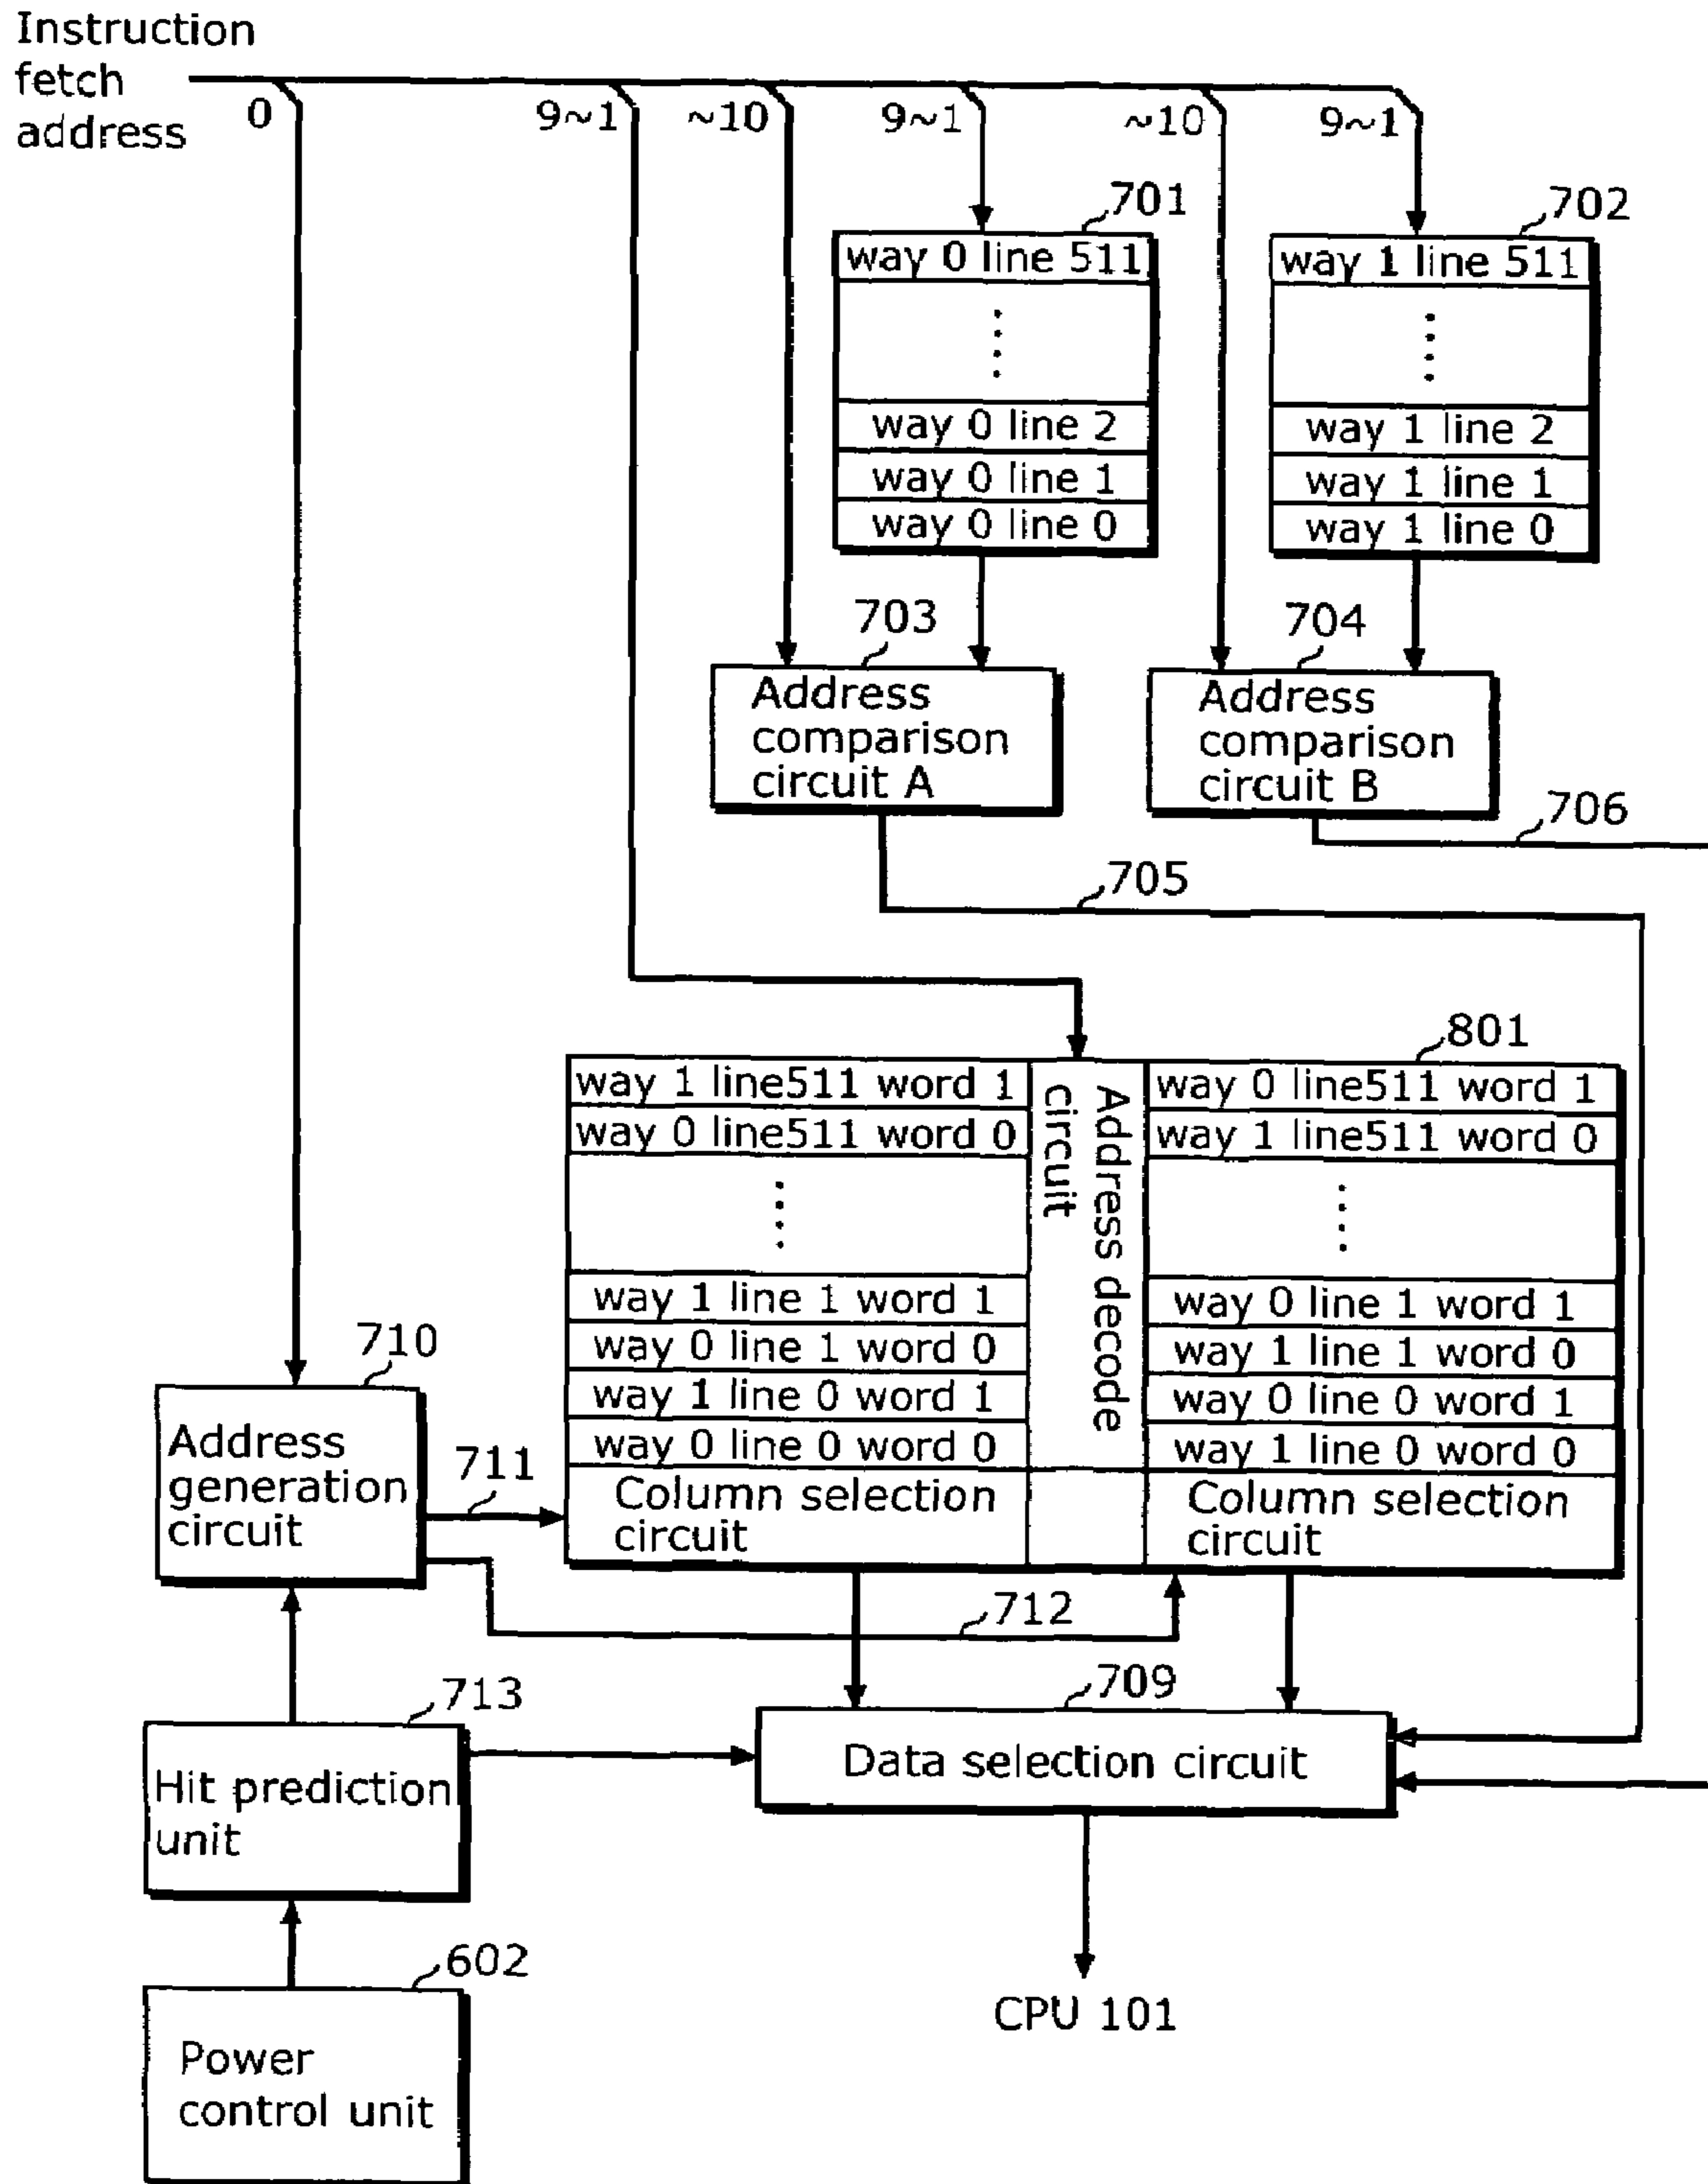 Instruction
fetch
address
0
9~1
~10
9~1
~10
9~1
701
702
way 0 line 511
way 0 line 2
way 0 line 1
way 0 line 0
way 1 line 511
way 1 line 2
way 1 line 1
way 1 line 0
703
704
Address
comparison
circuit A
Address
comparison
circuit B
706
705
801
way 1 line511 word 1
way 0 line511 word 0
way 1 line 1 word 1
way 0 line 1 word 0
way 1 line 0 word 1
way 0 line 0 word 0
Column selection
circuit
Address decode
circuit
way 0 line511 word 1
way 1 line511 word 0
way 0 line 1 word 1
way 1 line 1 word 0
way 0 line 0 word 1
way 1 line 0 word 0
Column selection
circuit
710
Address
generation
circuit
711
712
713
709
Hit prediction
unit
Data selection circuit
602
CPU 101
Power
control unit